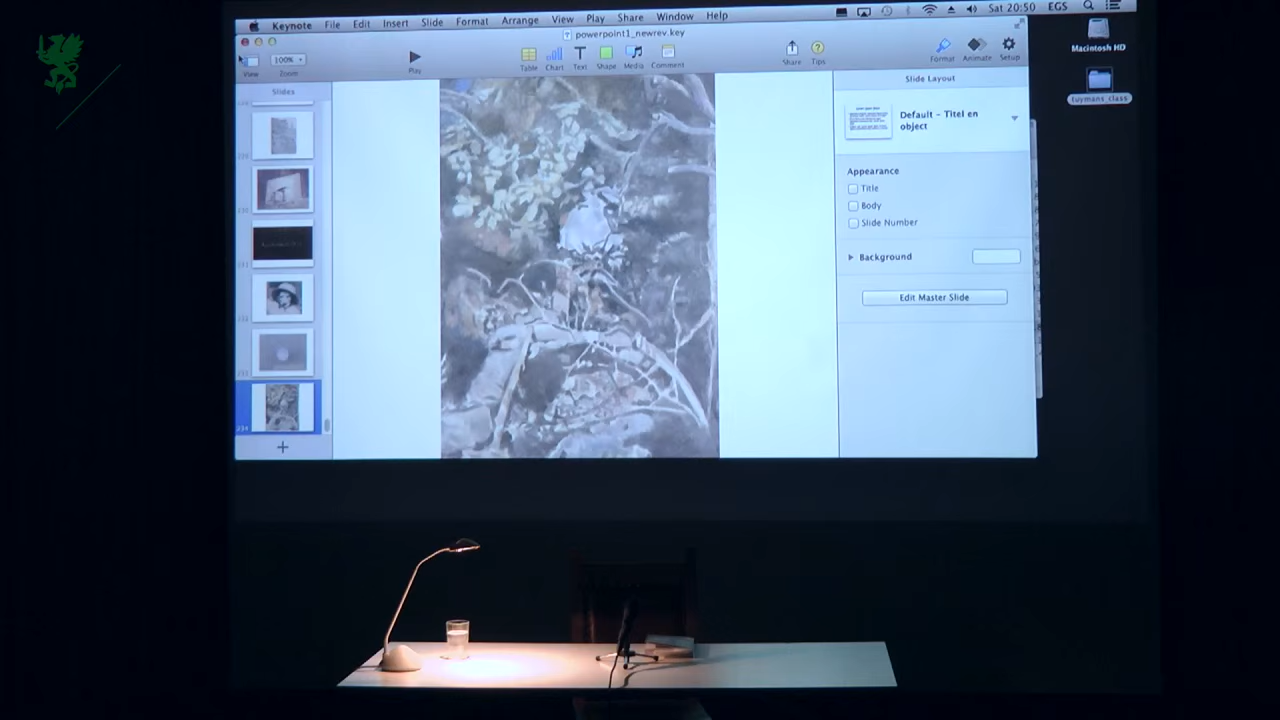 Keynote File Edit Insert Slide Format Arrange View Play Share Window Help Sat 20:50 EGS
powerpoint1_newrev.key
100%
View Zoom Play Table Chart Text Shape Media Comment Share Tips Format Animate Setup
Macintosh HD
tuymans_class
Slides
Slide Layout
Default - Titel en
object
Appearance
Title
Body
Slide Number
Background
Edit Master Slide
234